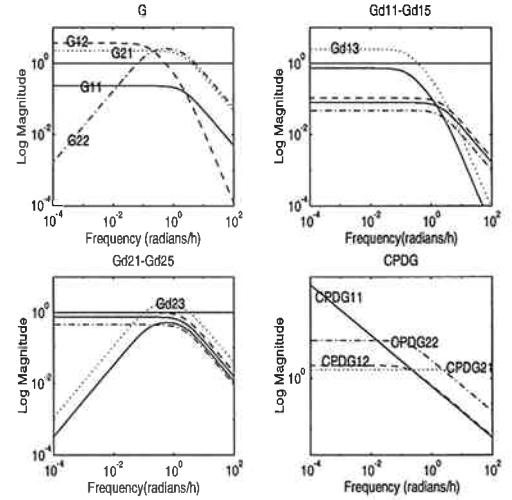 G
Gd11-Gd15
10^0
10^-2
10^-4
G12
G21
G11
G22
Log Magnitude
10^-4 10^-2 10^0 10^2
Frequency (radians/h)
10^0
10^-2
10^-4
Gd13
Log Magnitude
10^-4 10^-2 10^0 10^2
Frequency(radians/h)
Gd21-Gd25
CPDG
10^0
10^-2
10^-4
Gd23
Log Magnitude
10^-4 10^-2 10^0 10^2
Frequency (radians/h)
10^0
CPDG11
CPDG22
CPDG12
CPDG21
Log Magnitude
10^-4 10^-2 10^0 10^2
Frequency (radians/h)